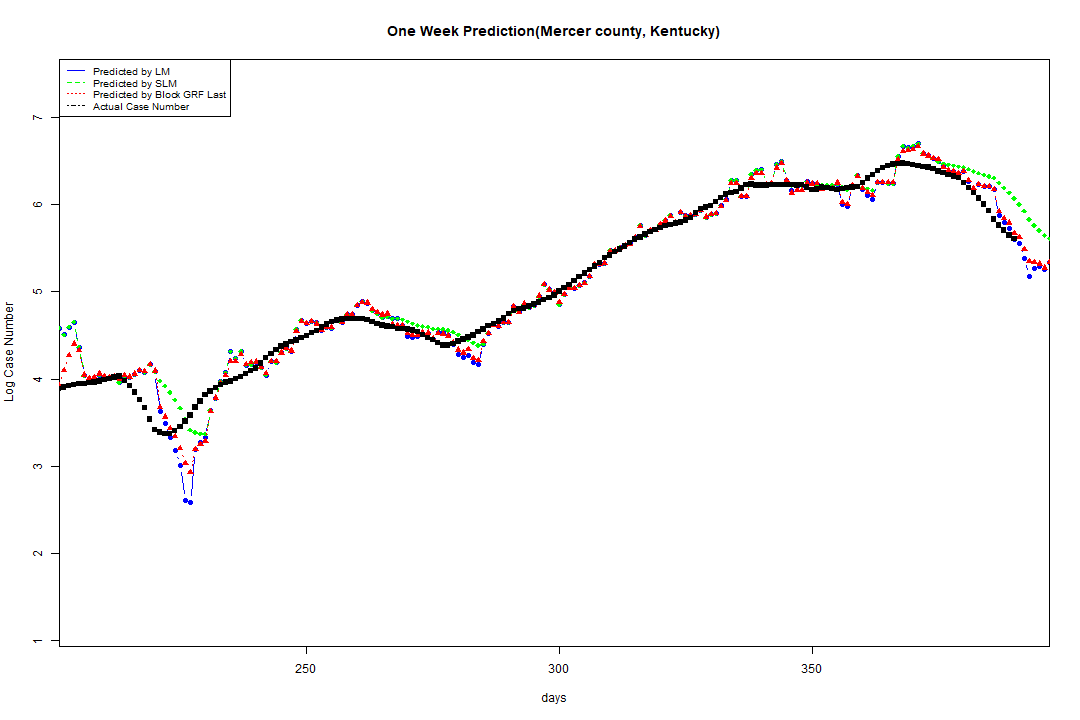 One Week Prediction(Mercer county, Kentucky)
Predicted by LM
Predicted by SLM
Predicted by Block GRF Last
Actual Case Number
7
6
5
4
3
2
1
Log Case Number
250
300
350
days